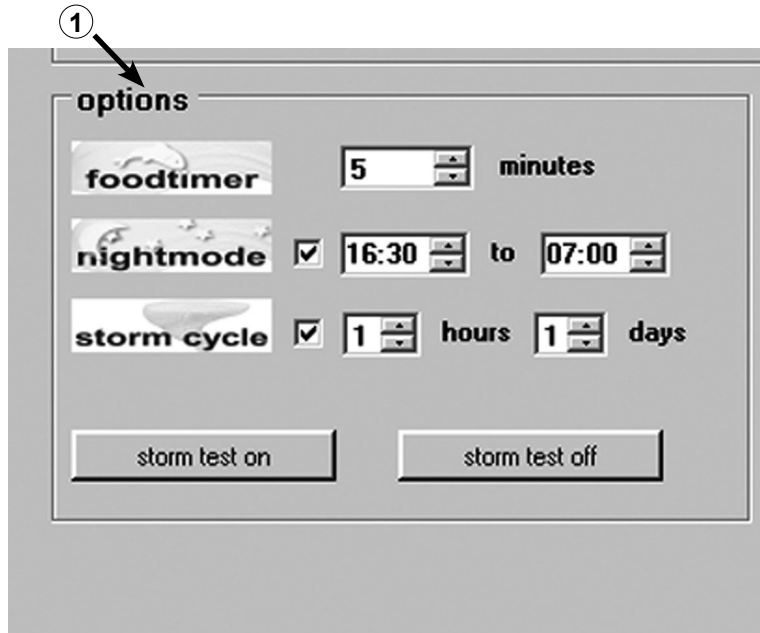 1
options
foodtimer 5 minutes
nightmode 16:30 to 07:00
storm cycle 1 hours 1 days
storm test on storm test off